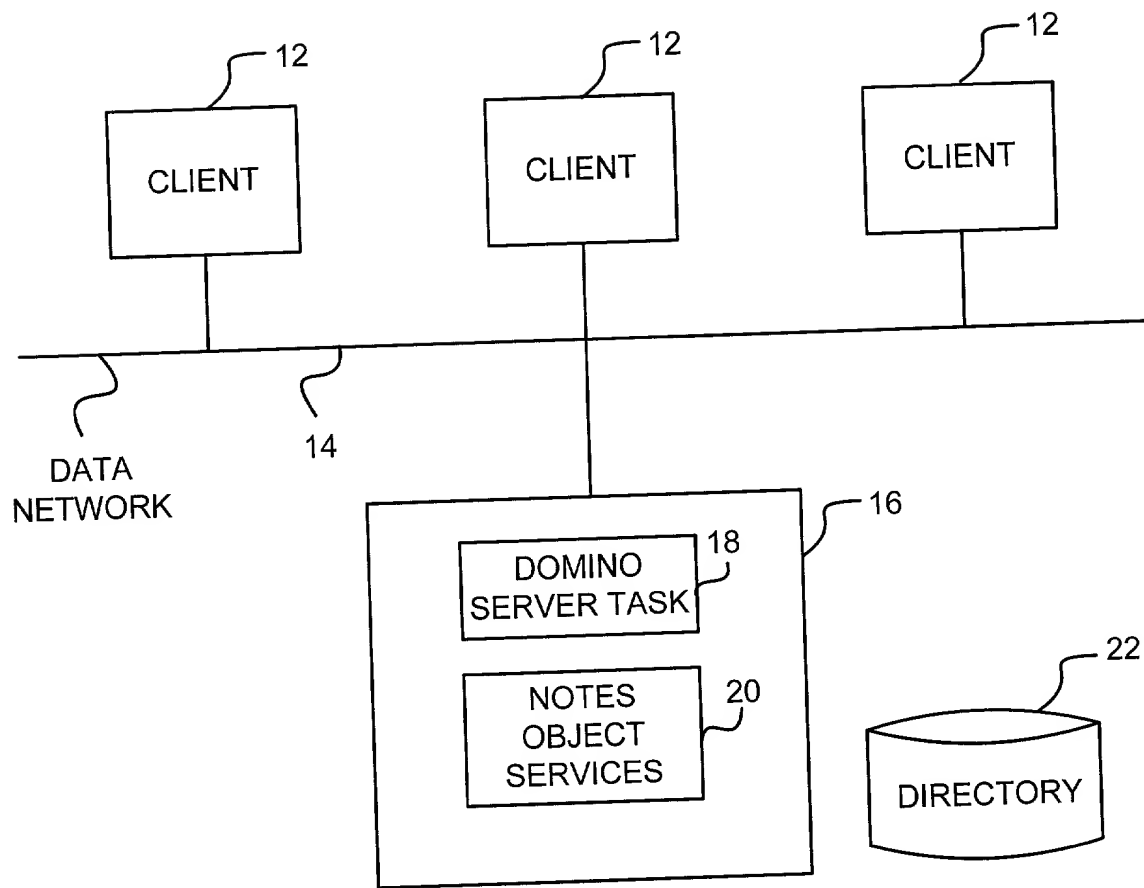 12
12
12
CLIENT
CLIENT
CLIENT
14
DATA
NETWORK
16
DOMINO
SERVER TASK
18
NOTES
OBJECT
SERVICES
20
22
DIRECTORY